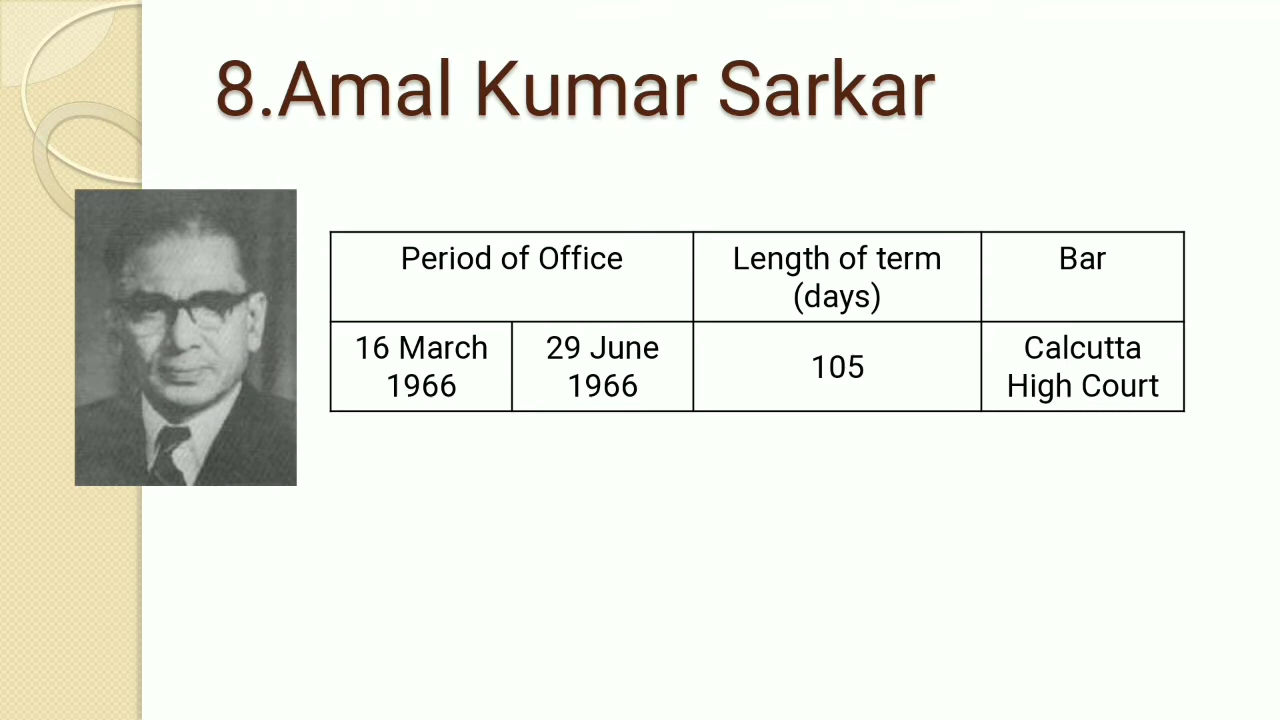 8.Amal Kumar Sarkar
Period of Office
Length of term
(days)
Bar
16 March
1966
29 June
1966
105
Calcutta
High Court